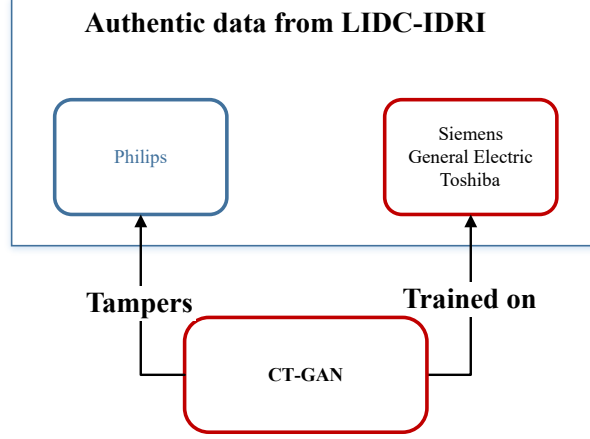 Authentic data from LIDC-IDRI
Philips
Siemens
General Electric
Toshiba
Tampers
Trained on
CT-GAN